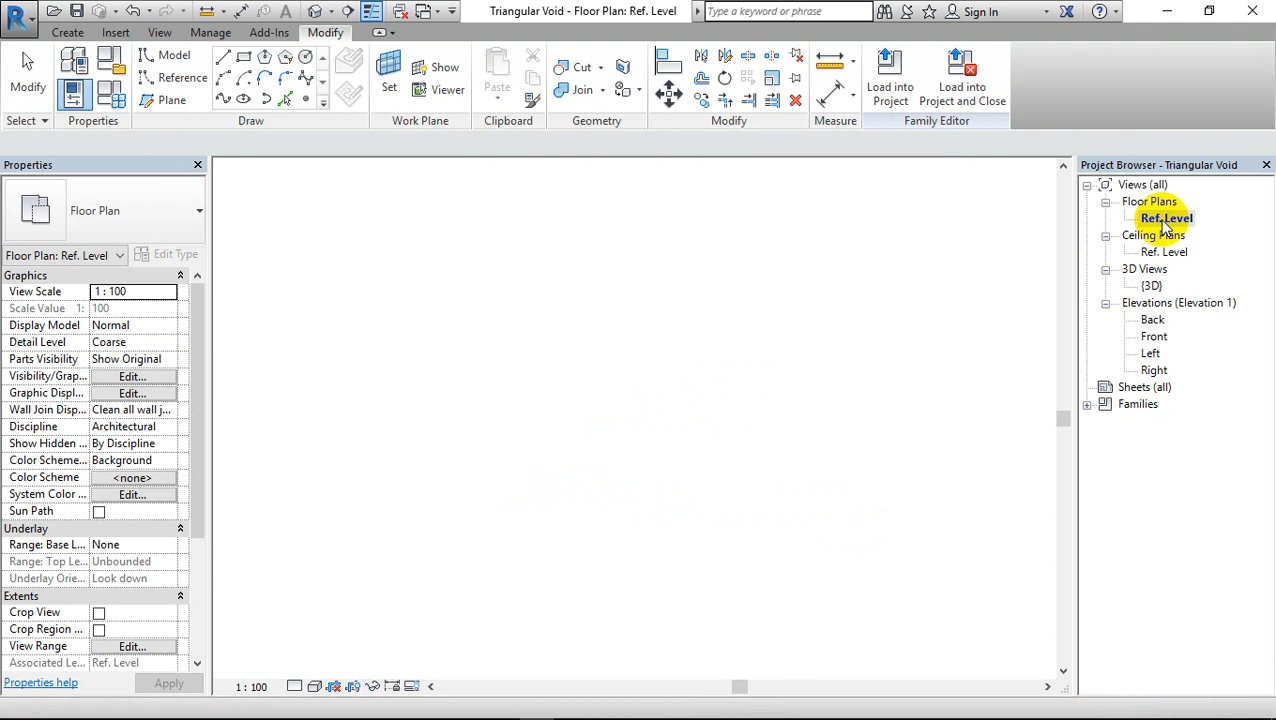 Triangular Void - Floor Plan: Ref. Level
Type a keyword or phrase
Sign In
Create
Insert
View
Manage
Add-Ins
Modify
Modify
Model
Reference
Plane
Set
Show
Viewer
Paste
Cut
Join
Load into
Project
Load into
Project and Close
Select
Properties
Draw
Work Plane
Clipboard
Geometry
Modify
Measure
Family Editor
Properties
Floor Plan
Floor Plan: Ref. Level
Edit Type
Graphics
View Scale 1 : 100
Scale Value 1: 100
Display Model Normal
Detail Level Coarse
Parts Visibility Show Original
Visibility/Grap... Edit...
Graphic Displ... Edit...
Wall Join Disp... Clean all wall j...
Discipline Architectural
Show Hidden ... By Discipline
Color Scheme... Background
Color Scheme <none>
System Color ... Edit...
Sun Path
Underlay
Range: Base L... None
Range: Top Le... Unbounded
Underlay Orie... Look down
Extents
Crop View
Crop Region ...
View Range Edit...
Associated Le... Ref. Level
Properties help
Apply
1 : 100
Project Browser - Triangular Void
Views (all)
Floor Plans
Ref. Level
Ceiling Plans
Ref. Level
3D Views
{3D}
Elevations (Elevation 1)
Back
Front
Left
Right
Sheets (all)
Families